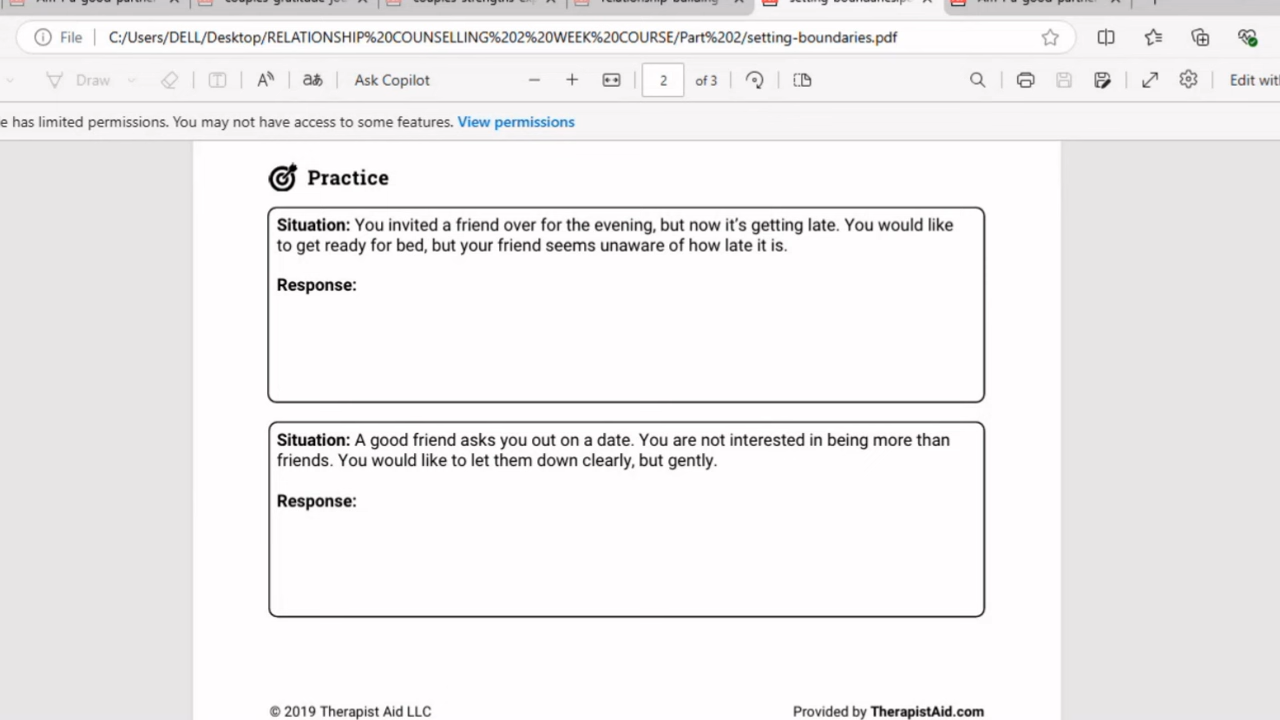 File C:/Users/DELL/Desktop/RELATIONSHIP%20COUNSELLING%202%20WEEK%20COURSE/Part%202/setting-boundaries.pdf
Draw Ask Copilot 2 of 3 Edit wit
e has limited permissions. You may not have access to some features. View permissions
Practice
Situation: You invited a friend over for the evening, but now it's getting late. You would like
to get ready for bed, but your friend seems unaware of how late it is.
Response:
Situation: A good friend asks you out on a date. You are not interested in being more than
friends. You would like to let them down clearly, but gently.
Response:
© 2019 Therapist Aid LLC Provided by TherapistAid.com